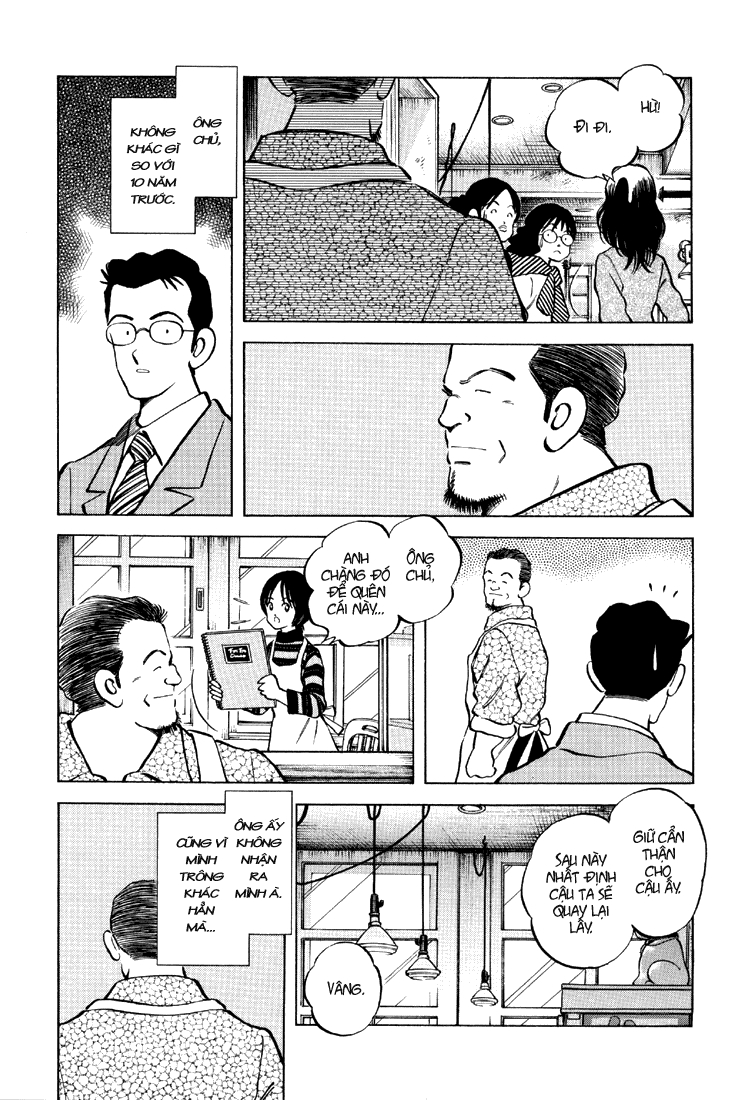 HỪ!
ĐI ĐI.
ÔNG
CHỦ,
KHÔNG
KHÁC GÌ
SO VỚI
10 NĂM
TRƯỚC.
ÔNG
CHỦ,
ANH
CHÀNG ĐÓ
ĐỂ QUÊN
CÁI NÀY...
GIỮ CẨN
THẬN
CHO
CẬU ẤY.
SAU NÀY
NHẤT ĐỊNH
CẬU TA SẼ
QUAY LẠI
LẤY.
VÂNG.
ÔNG ẤY
KHÔNG
NHẬN
RA
MÌNH À.
CŨNG VÌ
MÌNH
TRÔNG
KHÁC
HẲN
MÀ...